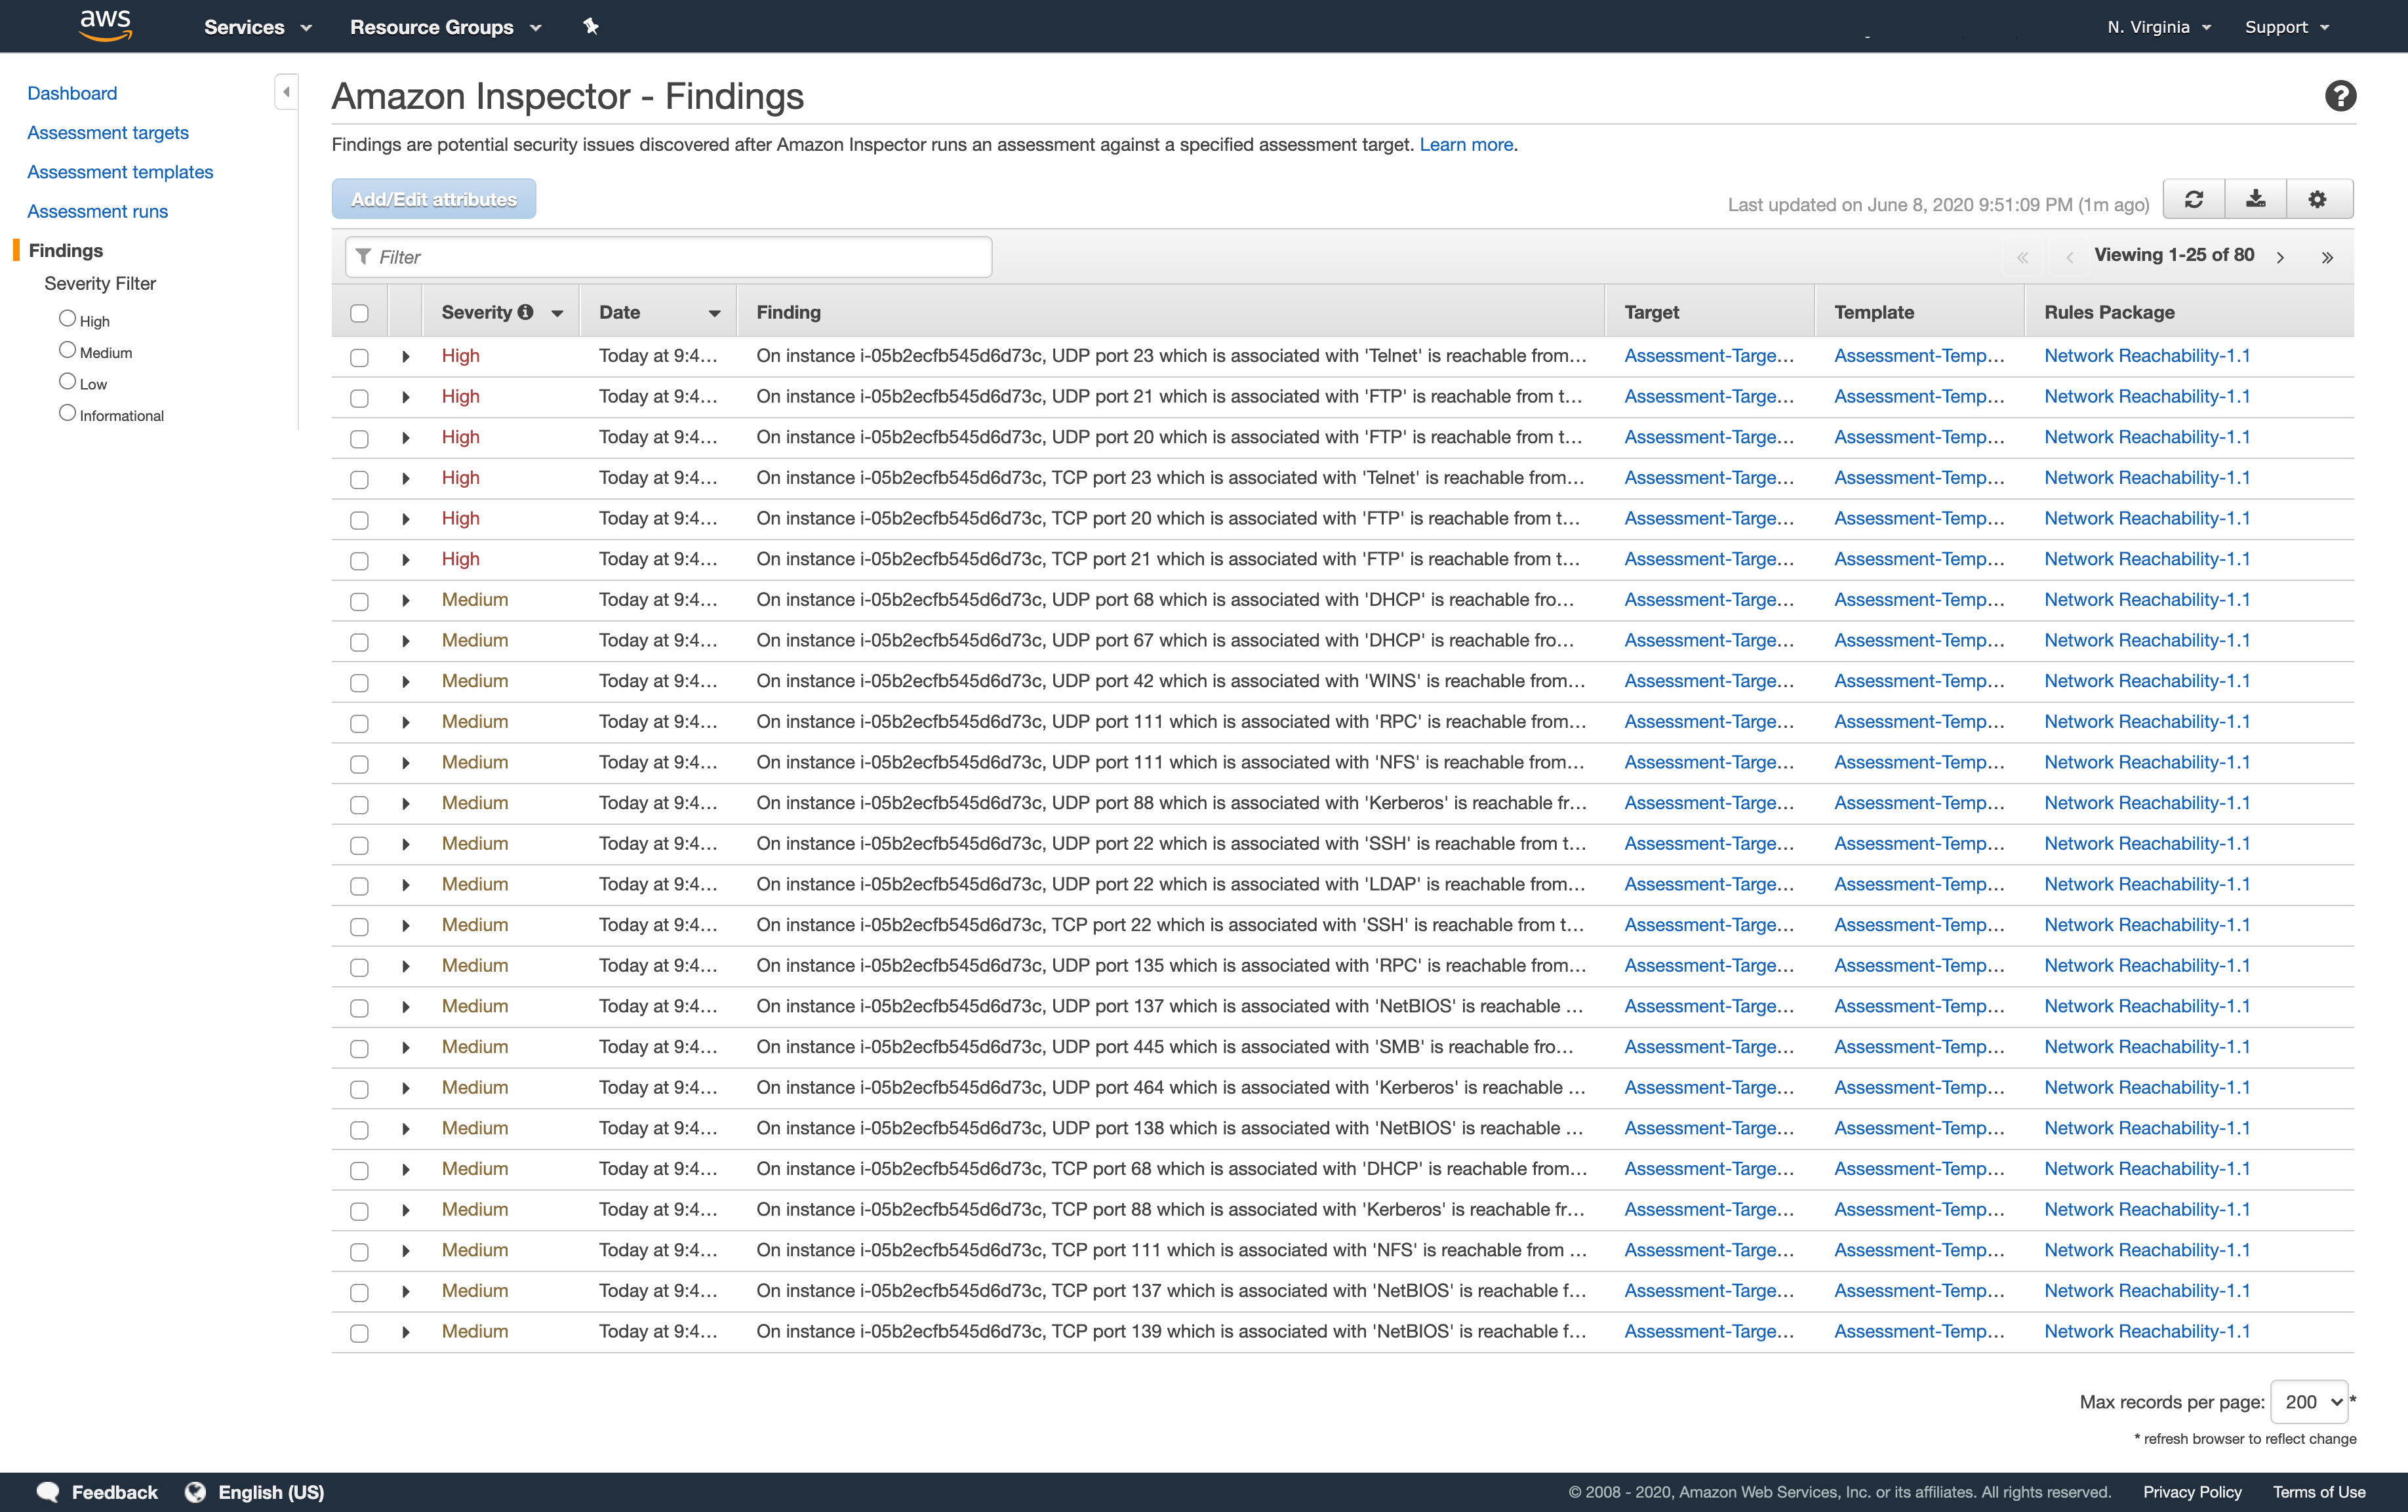 aws Services Resource Groups N. Virginia Support
Dashboard
Assessment targets
Assessment templates
Assessment runs
Findings
Severity Filter
High
Medium
Low
Informational
Amazon Inspector - Findings
Findings are potential security issues discovered after Amazon Inspector runs an assessment against a specified assessment target. Learn more.
Add/Edit attributes Last updated on June 8, 2020 9:51:09 PM (1m ago)
Filter « ‹ Viewing 1-25 of 80 › »
Severity Date Finding Target Template Rules Package
High Today at 9:4... On instance i-05b2ecfb545d6d73c, UDP port 23 which is associated with 'Telnet' is reachable from... Assessment-Targe... Assessment-Temp... Network Reachability-1.1
High Today at 9:4... On instance i-05b2ecfb545d6d73c, UDP port 21 which is associated with 'FTP' is reachable from t... Assessment-Targe... Assessment-Temp... Network Reachability-1.1
High Today at 9:4... On instance i-05b2ecfb545d6d73c, UDP port 20 which is associated with 'FTP' is reachable from t... Assessment-Targe... Assessment-Temp... Network Reachability-1.1
High Today at 9:4... On instance i-05b2ecfb545d6d73c, TCP port 23 which is associated with 'Telnet' is reachable from... Assessment-Targe... Assessment-Temp... Network Reachability-1.1
High Today at 9:4... On instance i-05b2ecfb545d6d73c, TCP port 20 which is associated with 'FTP' is reachable from t... Assessment-Targe... Assessment-Temp... Network Reachability-1.1
High Today at 9:4... On instance i-05b2ecfb545d6d73c, TCP port 21 which is associated with 'FTP' is reachable from t... Assessment-Targe... Assessment-Temp... Network Reachability-1.1
Medium Today at 9:4... On instance i-05b2ecfb545d6d73c, UDP port 68 which is associated with 'DHCP' is reachable fro... Assessment-Targe... Assessment-Temp... Network Reachability-1.1
Medium Today at 9:4... On instance i-05b2ecfb545d6d73c, UDP port 67 which is associated with 'DHCP' is reachable fro... Assessment-Targe... Assessment-Temp... Network Reachability-1.1
Medium Today at 9:4... On instance i-05b2ecfb545d6d73c, UDP port 42 which is associated with 'WINS' is reachable from... Assessment-Targe... Assessment-Temp... Network Reachability-1.1
Medium Today at 9:4... On instance i-05b2ecfb545d6d73c, UDP port 111 which is associated with 'RPC' is reachable from... Assessment-Targe... Assessment-Temp... Network Reachability-1.1
Medium Today at 9:4... On instance i-05b2ecfb545d6d73c, UDP port 111 which is associated with 'NFS' is reachable from... Assessment-Targe... Assessment-Temp... Network Reachability-1.1
Medium Today at 9:4... On instance i-05b2ecfb545d6d73c, UDP port 88 which is associated with 'Kerberos' is reachable fr... Assessment-Targe... Assessment-Temp... Network Reachability-1.1
Medium Today at 9:4... On instance i-05b2ecfb545d6d73c, UDP port 22 which is associated with 'SSH' is reachable from t... Assessment-Targe... Assessment-Temp... Network Reachability-1.1
Medium Today at 9:4... On instance i-05b2ecfb545d6d73c, UDP port 22 which is associated with 'LDAP' is reachable from... Assessment-Targe... Assessment-Temp... Network Reachability-1.1
Medium Today at 9:4... On instance i-05b2ecfb545d6d73c, TCP port 22 which is associated with 'SSH' is reachable from t... Assessment-Targe... Assessment-Temp... Network Reachability-1.1
Medium Today at 9:4... On instance i-05b2ecfb545d6d73c, UDP port 135 which is associated with 'RPC' is reachable from... Assessment-Targe... Assessment-Temp... Network Reachability-1.1
Medium Today at 9:4... On instance i-05b2ecfb545d6d73c, UDP port 137 which is associated with 'NetBIOS' is reachable ... Assessment-Targe... Assessment-Temp... Network Reachability-1.1
Medium Today at 9:4... On instance i-05b2ecfb545d6d73c, UDP port 445 which is associated with 'SMB' is reachable fro... Assessment-Targe... Assessment-Temp... Network Reachability-1.1
Medium Today at 9:4... On instance i-05b2ecfb545d6d73c, UDP port 464 which is associated with 'Kerberos' is reachable ... Assessment-Targe... Assessment-Temp... Network Reachability-1.1
Medium Today at 9:4... On instance i-05b2ecfb545d6d73c, UDP port 138 which is associated with 'NetBIOS' is reachable ... Assessment-Targe... Assessment-Temp... Network Reachability-1.1
Medium Today at 9:4... On instance i-05b2ecfb545d6d73c, TCP port 68 which is associated with 'DHCP' is reachable from... Assessment-Targe... Assessment-Temp... Network Reachability-1.1
Medium Today at 9:4... On instance i-05b2ecfb545d6d73c, TCP port 88 which is associated with 'Kerberos' is reachable fr... Assessment-Targe... Assessment-Temp... Network Reachability-1.1
Medium Today at 9:4... On instance i-05b2ecfb545d6d73c, TCP port 111 which is associated with 'NFS' is reachable from ... Assessment-Targe... Assessment-Temp... Network Reachability-1.1
Medium Today at 9:4... On instance i-05b2ecfb545d6d73c, TCP port 137 which is associated with 'NetBIOS' is reachable f... Assessment-Targe... Assessment-Temp... Network Reachability-1.1
Medium Today at 9:4... On instance i-05b2ecfb545d6d73c, TCP port 139 which is associated with 'NetBIOS' is reachable f... Assessment-Targe... Assessment-Temp... Network Reachability-1.1
Max records per page: 200 *
* refresh browser to reflect change
Feedback English (US) © 2008 - 2020, Amazon Web Services, Inc. or its affiliates. All rights reserved. Privacy Policy Terms of Use